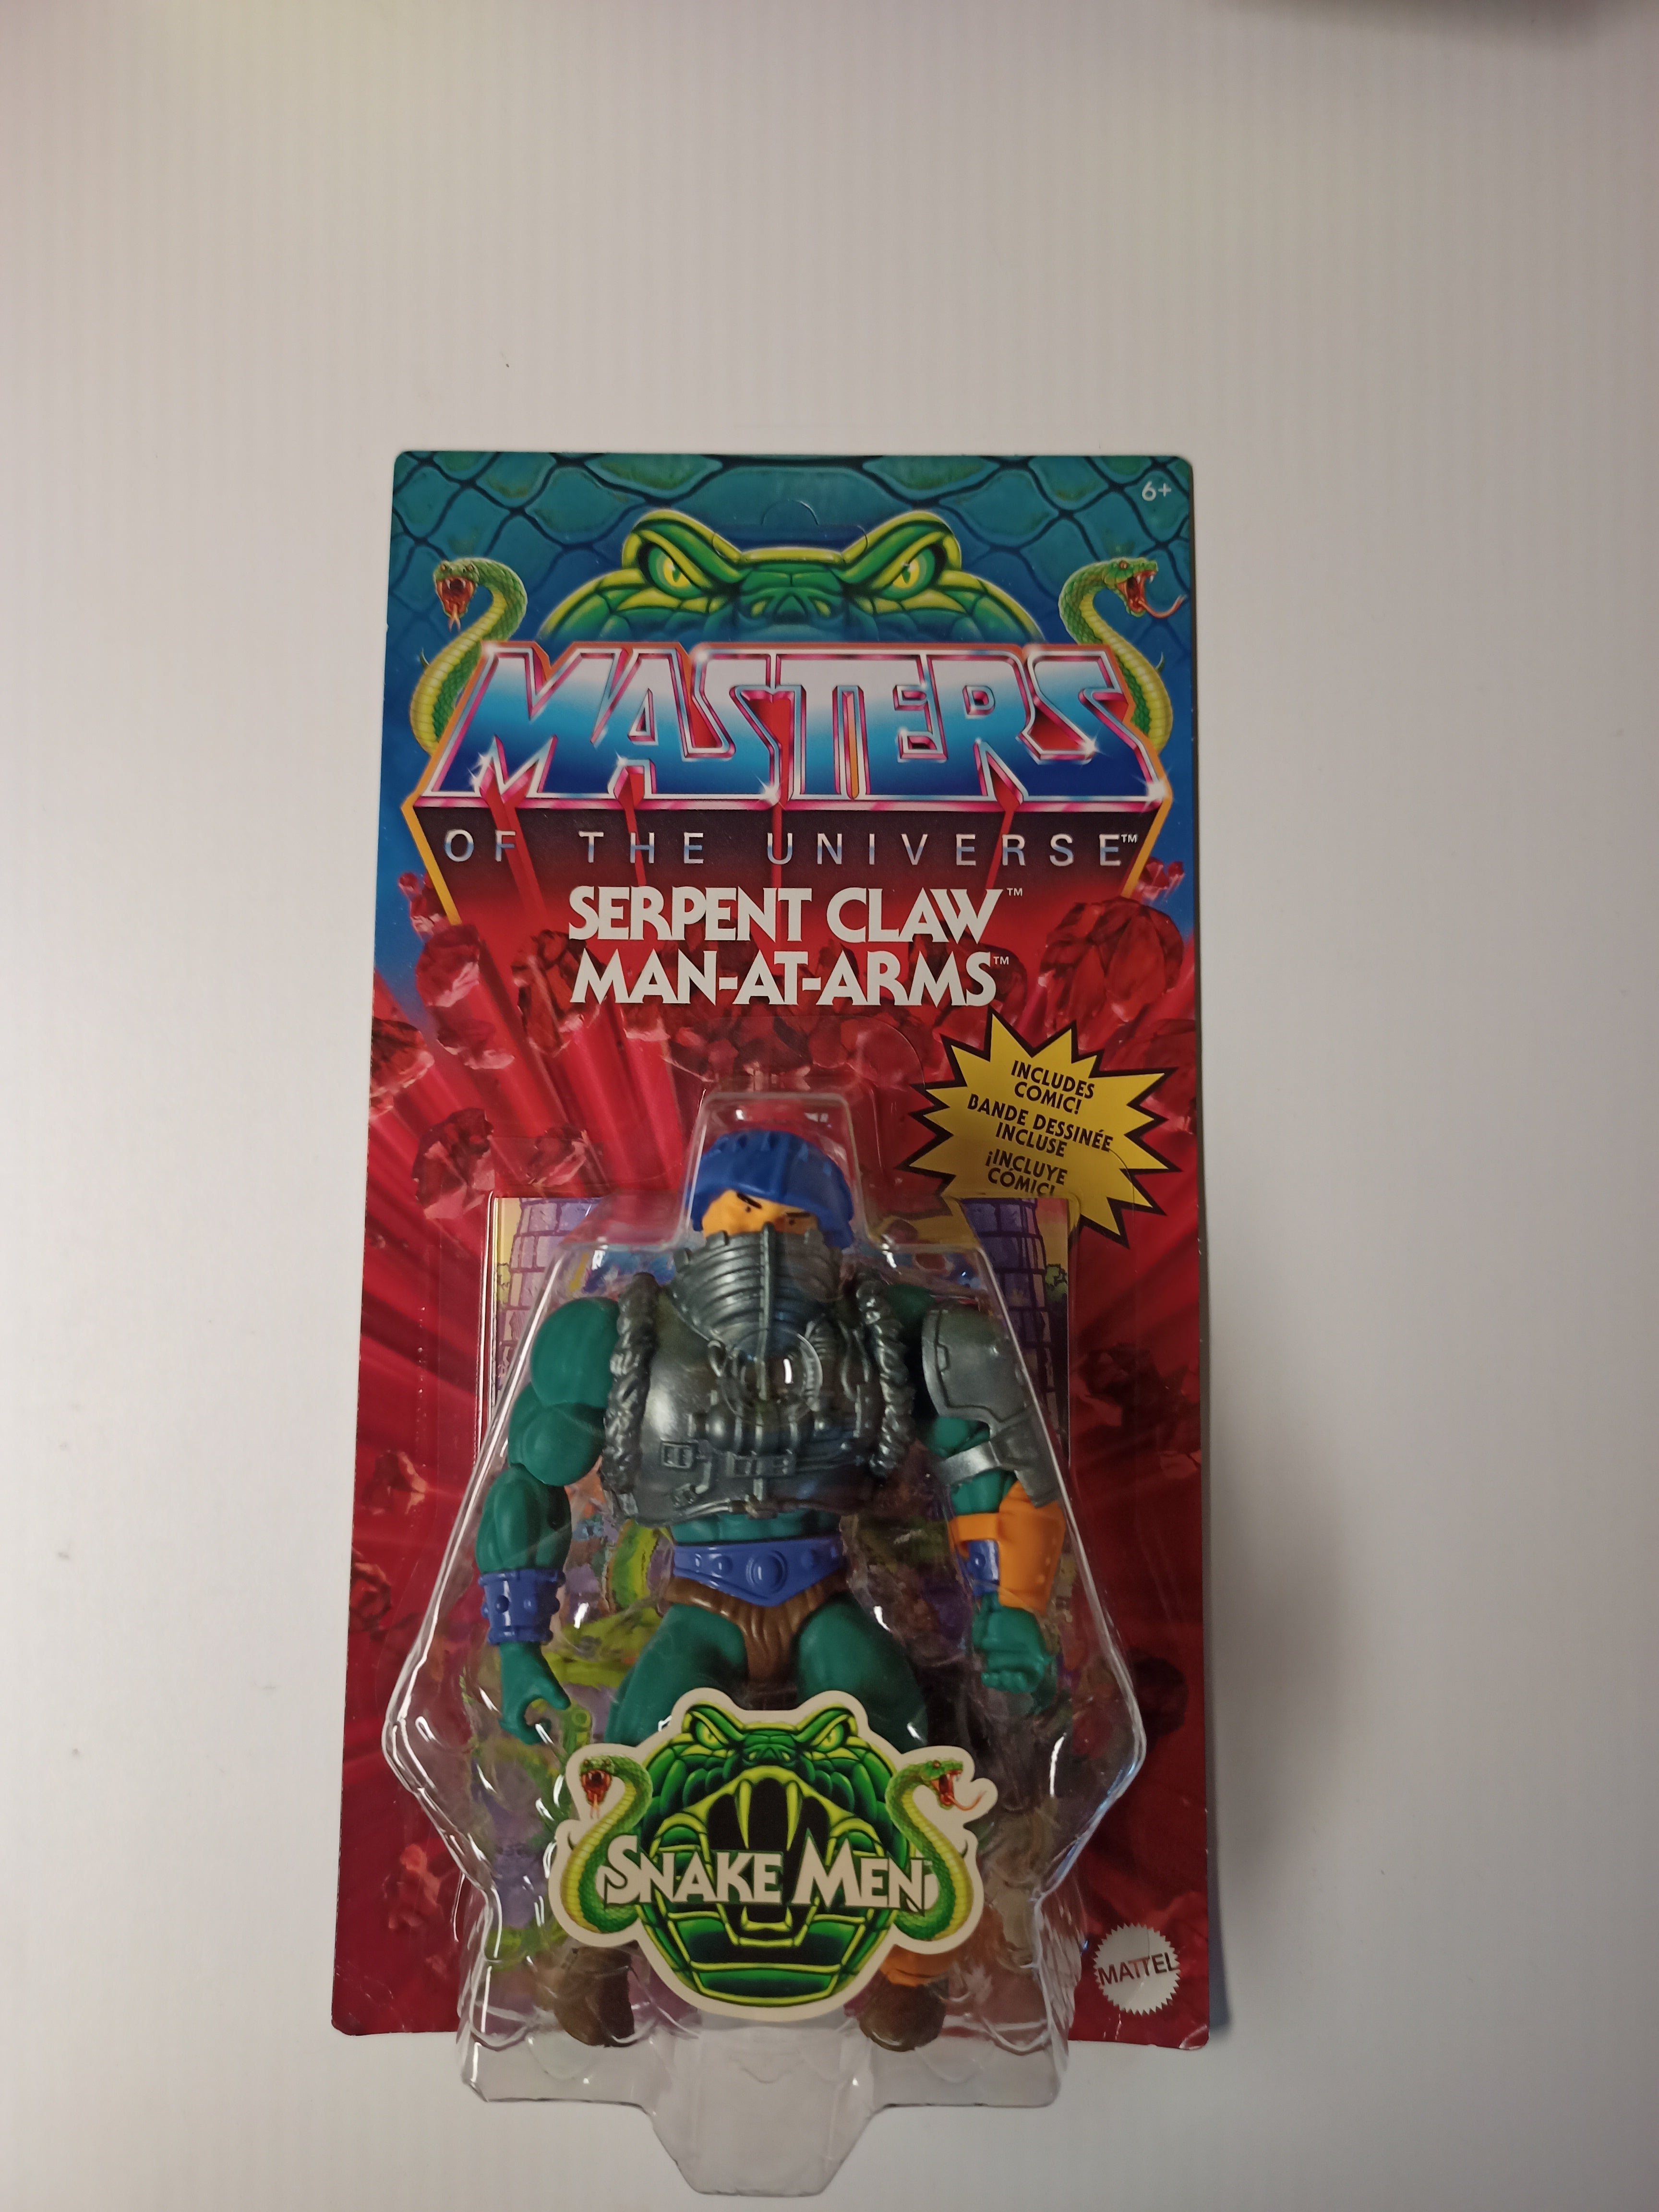 6+
MASTERS
OF THE UNIVERSE™
SERPENT CLAW™
MAN-AT-ARMS™
INCLUDES
COMIC!
BANDE DESSINÉE
INCLUSE
¡INCLUYE
CÓMIC!
SNAKE MEN
MATTEL